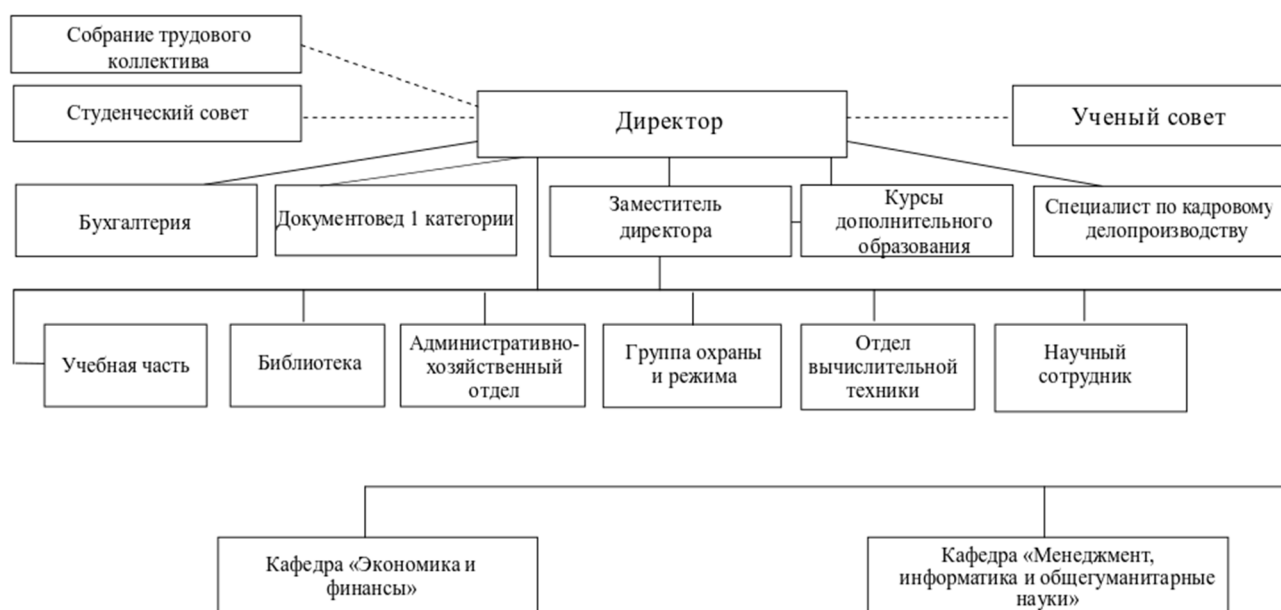 Собрание трудового
коллектива
Студенческий совет
Директор
Ученый совет
Бухгалтерия
Документовед 1 категории
Заместитель
директора
Курсы
дополнительного
образования
Специалист по кадровому
делопроизводству
Учебная часть
Библиотека
Административно-
хозяйственный
отдел
Группа охраны
и режима
Отдел
вычислительной
техники
Научный
сотрудник
Кафедра «Экономика и
финансы»
Кафедра «Менеджмент,
информатика и общегуманитарные
науки»